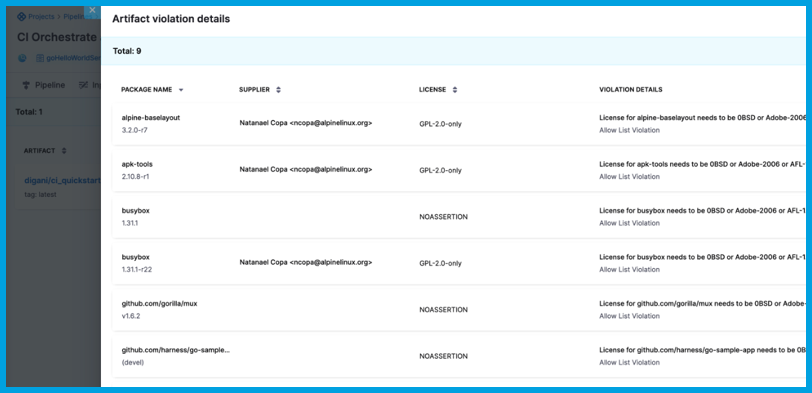 Projects > Pipelin
CI Orchestrate
goHelloWorldSer
Pipeline
Total: 1
ARTIFACT
digani/ci_quickstart
tag: latest
Artifact violation details
Total: 9
PACKAGE NAME SUPPLIER LICENSE VIOLATION DETAILS
alpine-baselayout
3.2.0-r7
Natanael Copa <ncopa@alpinelinux.org>
GPL-2.0-only
License for alpine-baselayout needs to be 0BSD or Adobe-2006
Allow List Violation
apk-tools
2.10.8-r1
Natanael Copa <ncopa@alpinelinux.org>
GPL-2.0-only
License for apk-tools needs to be 0BSD or Adobe-2006 or AFL-
Allow List Violation
busybox
1.31.1
NOASSERTION
License for busybox needs to be 0BSD or Adobe-2006 or AFL-1
Allow List Violation
busybox
1.31.1-r22
Natanael Copa <ncopa@alpinelinux.org>
GPL-2.0-only
License for busybox needs to be 0BSD or Adobe-2006 or AFL-1
Allow List Violation
github.com/gorilla/mux
v1.6.2
NOASSERTION
License for github.com/gorilla/mux needs to be 0BSD or Adobe-
Allow List Violation
github.com/harness/go-sample...
(devel)
NOASSERTION
License for github.com/harness/go-sample-app needs to be 0B
Allow List Violation